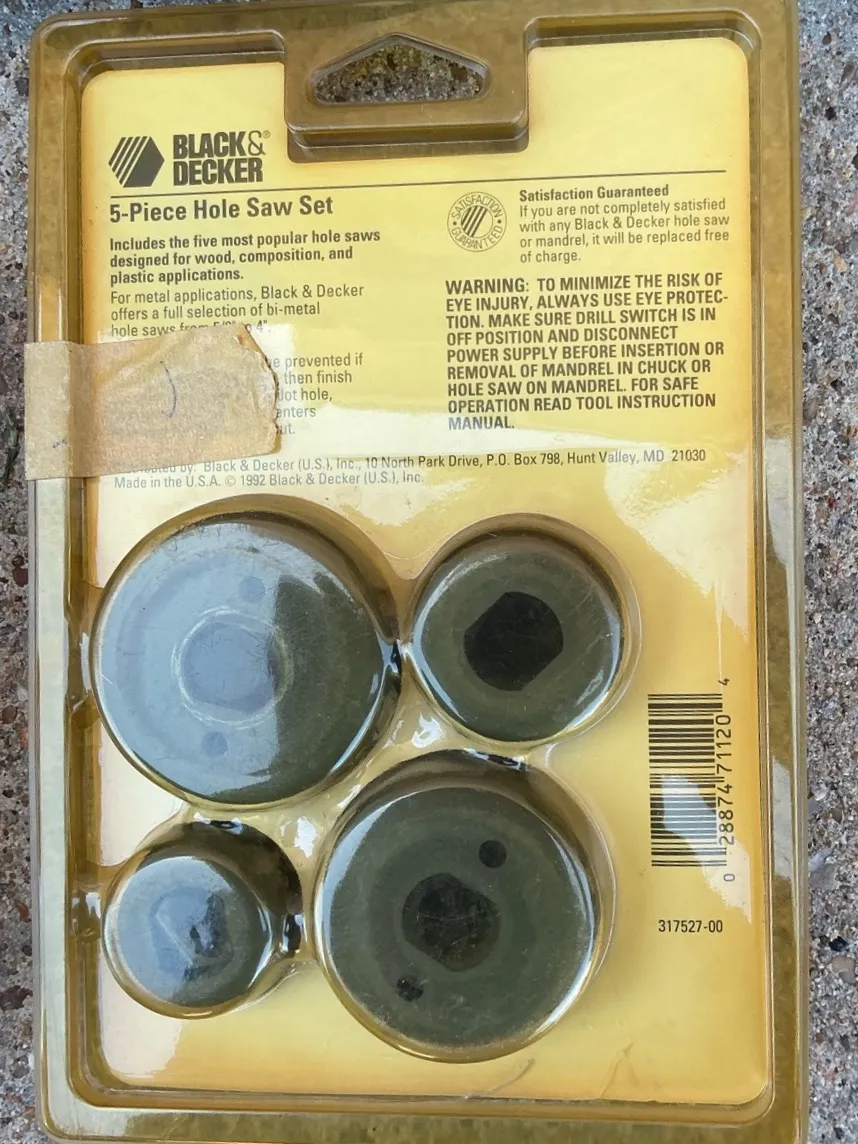 BLACK&®
DECKER
5-Piece Hole Saw Set
Includes the five most popular hole saws
designed for wood, composition, and
plastic applications.
For metal applications, Black & Decker
offers a full selection of bi-metal
hole saws from 5/8" to 4".
be prevented if
then finish
hole,
SATISFACTION
GUARANTEED
Satisfaction Guaranteed
If you are not completely satisfied
with any Black & Decker hole saw
or mandrel, it will be replaced free
of charge.
WARNING: TO MINIMIZE THE RISK OF
EYE INJURY, ALWAYS USE EYE PROTEC-
TION. MAKE SURE DRILL SWITCH IS IN
OFF POSITION AND DISCONNECT
POWER SUPPLY BEFORE INSERTION OR
REMOVAL OF MANDREL IN CHUCK OR
HOLE SAW ON MANDREL. FOR SAFE
OPERATION READ TOOL INSTRUCTION
MANUAL.
by: Black & Decker (U.S.), Inc., 10 North Park Drive, P.O. Box 798, Hunt Valley, MD 21030
Made in the U.S.A. © 1992 Black & Decker (U.S.), Inc.
0 28874 71120 4
317527-00